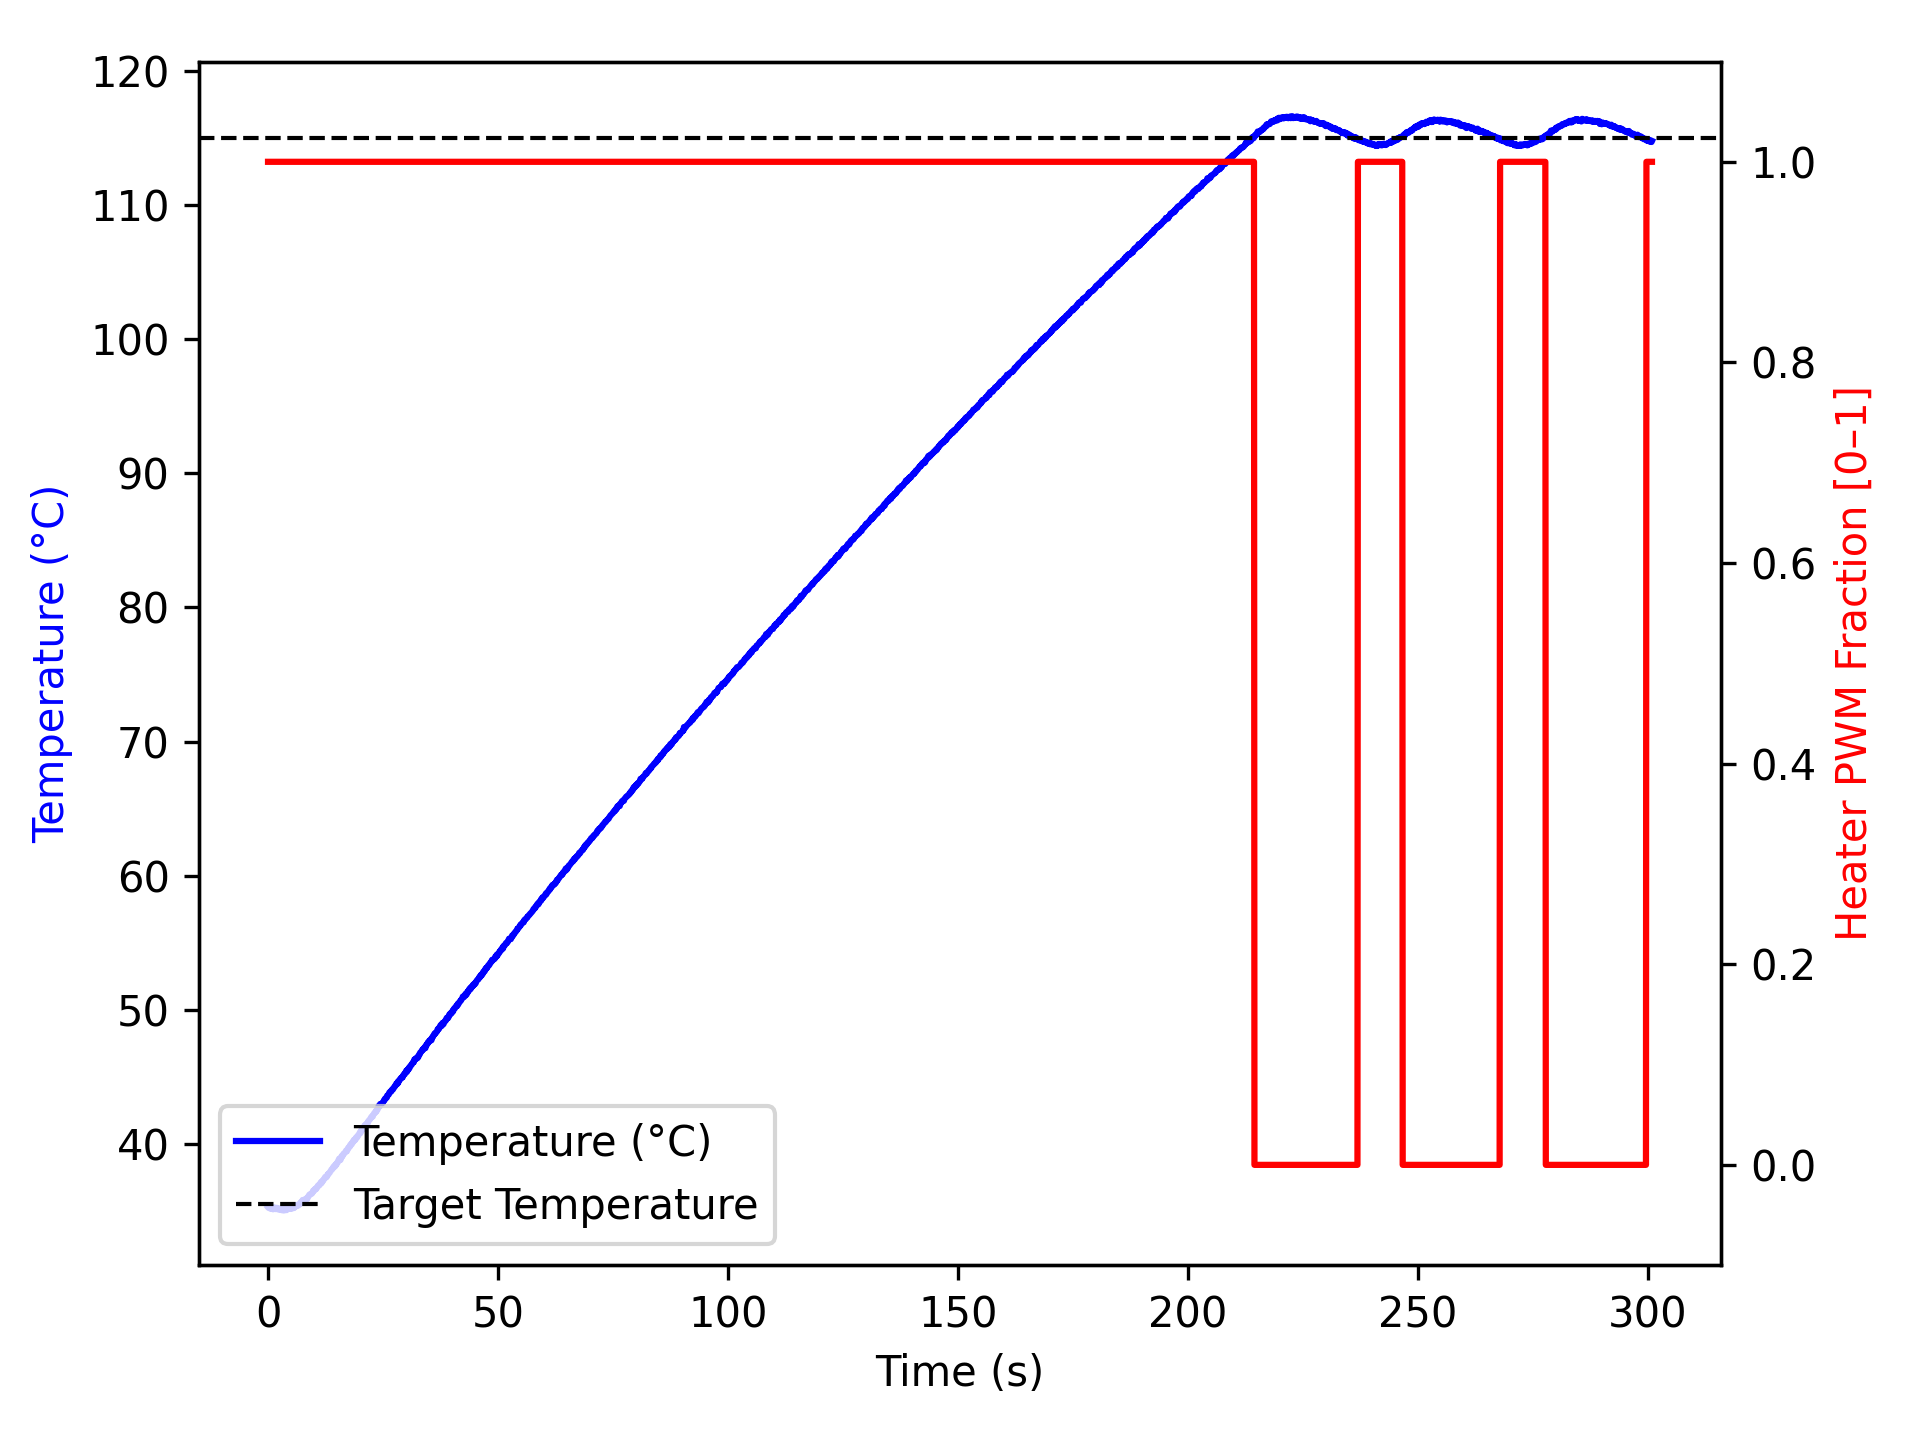 120
110
100
90
80
70
60
50
40
Temperature (°C)
1.0
0.8
0.6
0.4
0.2
0.0
Heater PWM Fraction [0–1]
Temperature (°C)
Target Temperature
0 50 100 150 200 250 300
Time (s)